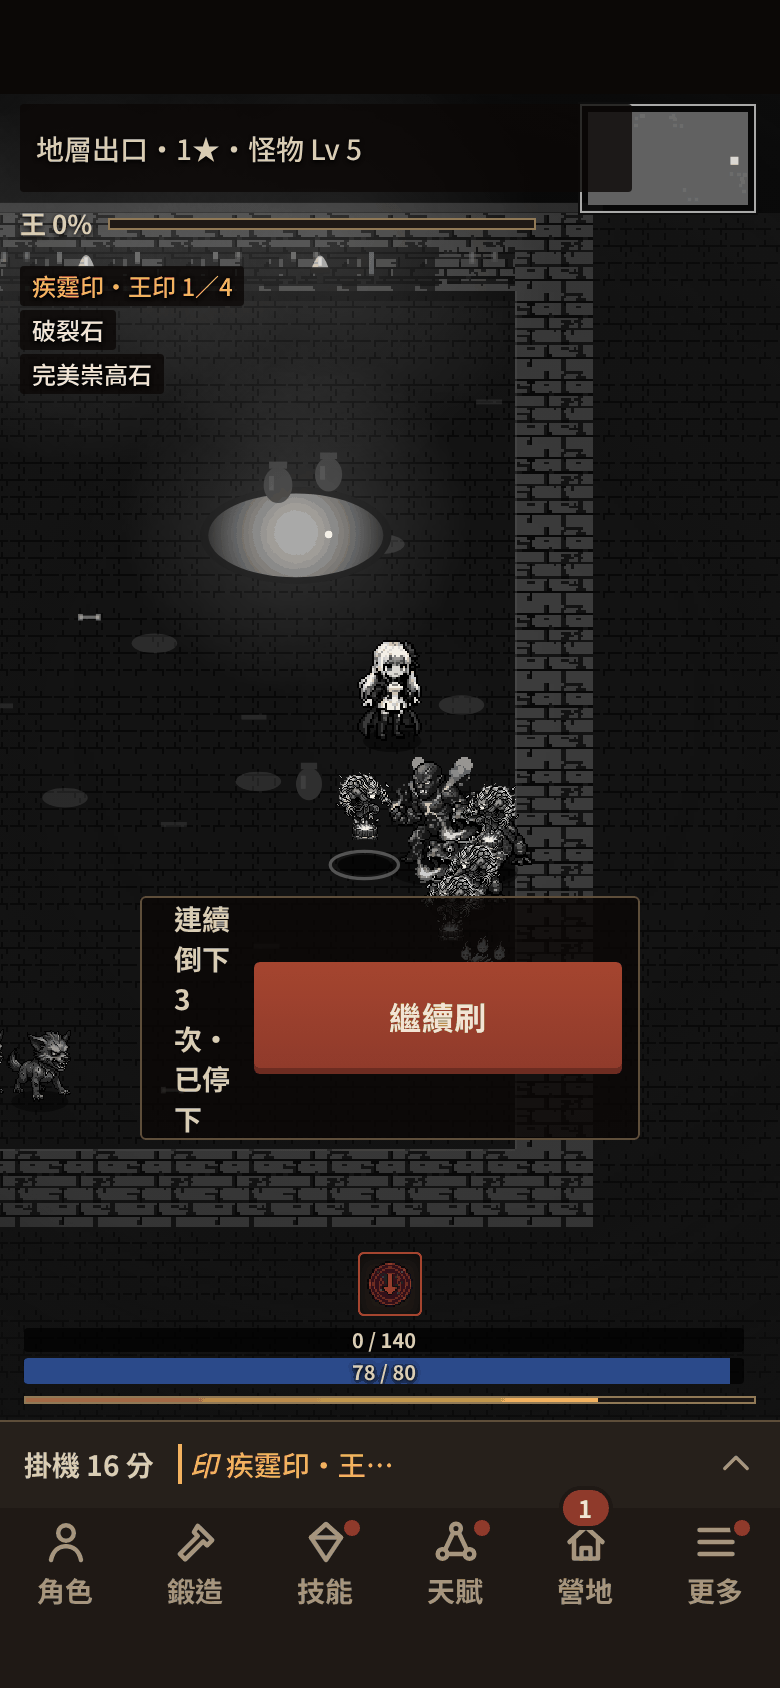 地層出口・1★・怪物 Lv 5
王 0%
疾霆印・王印 1／4
破裂石
完美崇高石
連續
倒下
3
次・
已停
下
繼續刷
0 / 140
78 / 80
掛機 16 分
印 疾霆印・王…
1
角色
鍛造
技能
天賦
營地
更多